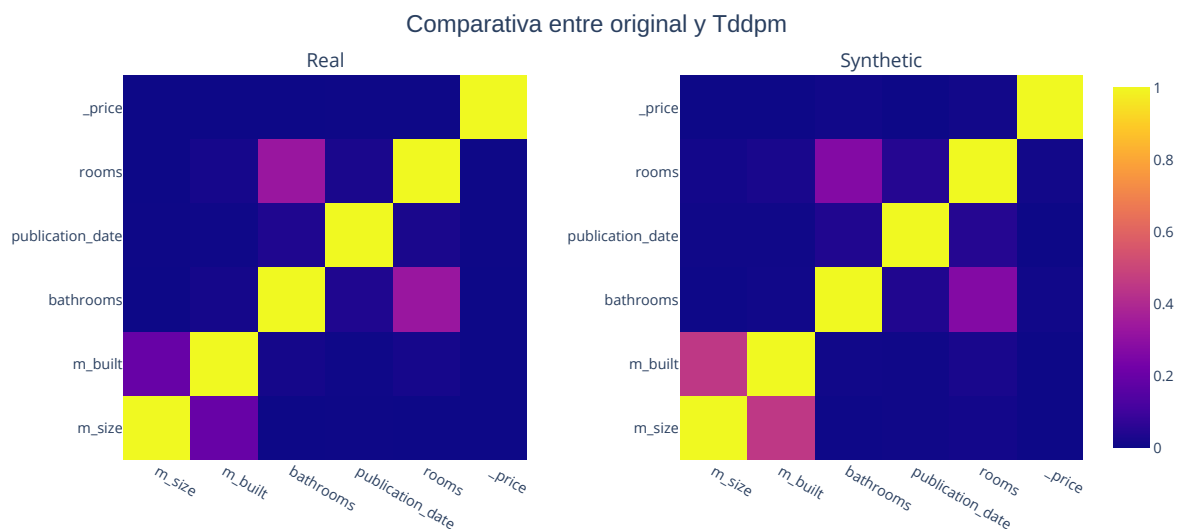 Comparativa entre original y Tddpm
Real
_price
rooms
publication_date
bathrooms
m_built
m_size
m_size
m_built
bathrooms
publication_date
rooms
_price
Synthetic
_price
rooms
publication_date
bathrooms
m_built
m_size
m_size
m_built
bathrooms
publication_date
rooms
_price
1
0.8
0.6
0.4
0.2
0